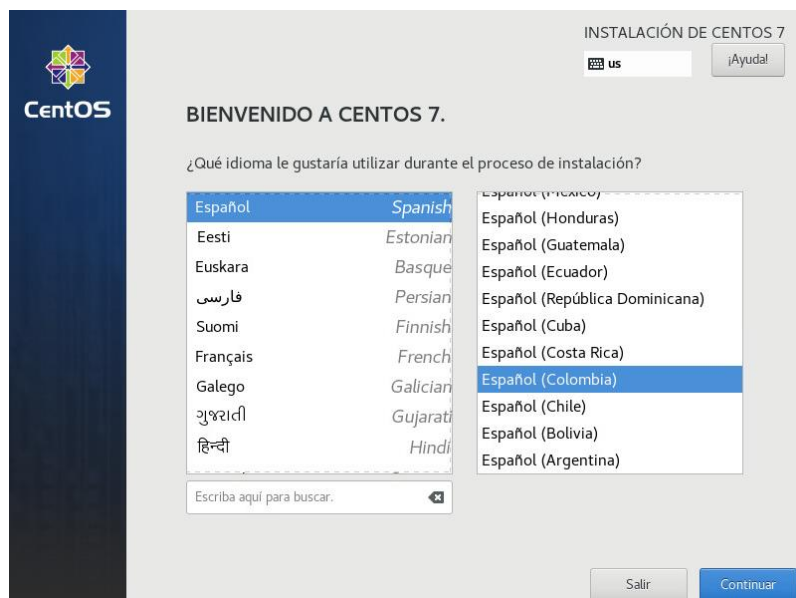 INSTALACIÓN DE CENTOS 7
us
¡Ayuda!
CentOS
BIENVENIDO A CENTOS 7.
¿Qué idioma le gustaría utilizar durante el proceso de instalación?
Español Spanish
Eesti Estonian
Euskara Basque
فارسی Persian
Suomi Finnish
Français French
Galego Galician
ગુજરાતી Gujarati
हिन्दी Hindi
Español (México)
Español (Honduras)
Español (Guatemala)
Español (Ecuador)
Español (República Dominicana)
Español (Cuba)
Español (Costa Rica)
Español (Colombia)
Español (Chile)
Español (Bolivia)
Español (Argentina)
Escriba aquí para buscar.
Salir
Continuar